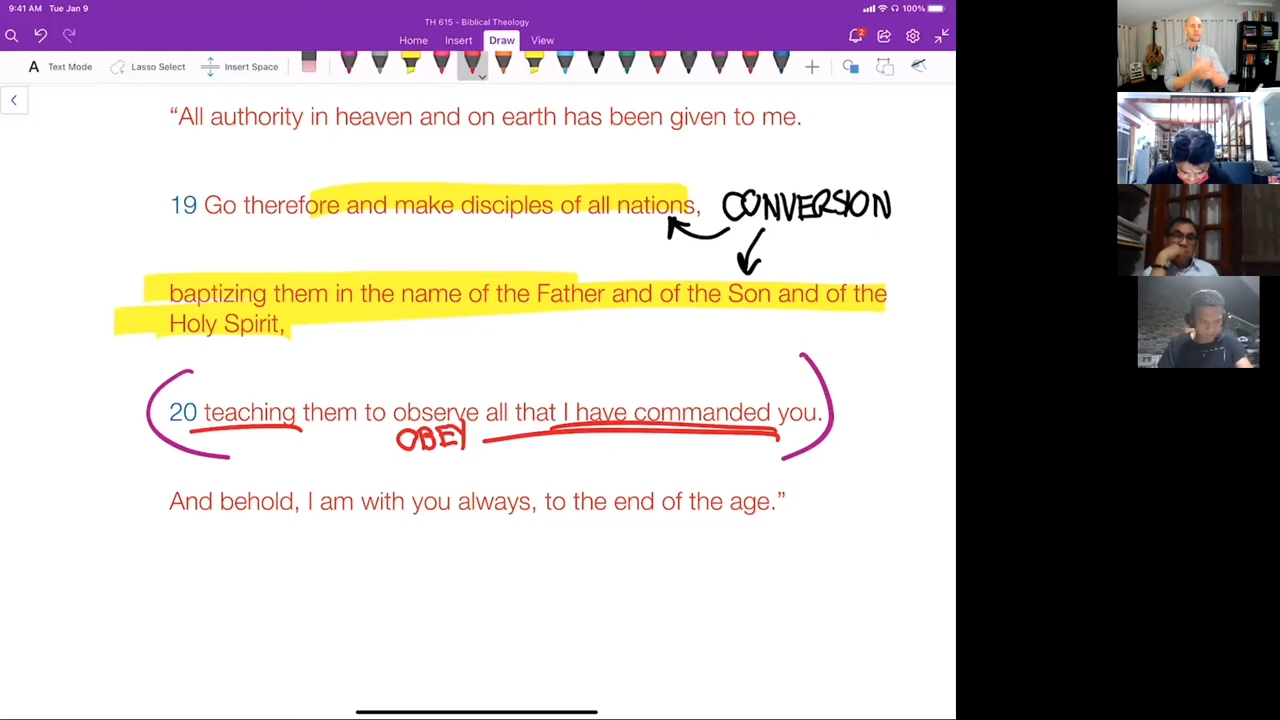 9:41 AM Tue Jan 9
100%
TH 615 - Biblical Theology
Home Insert Draw View
2
A Text Mode Lasso Select Insert Space
“All authority in heaven and on earth has been given to me.
19 Go therefore and make disciples of all nations, CONVERSION
baptizing them in the name of the Father and of the Son and of the
Holy Spirit,
20 teaching them to observe all that I have commanded you.
OBEY
And behold, I am with you always, to the end of the age.”